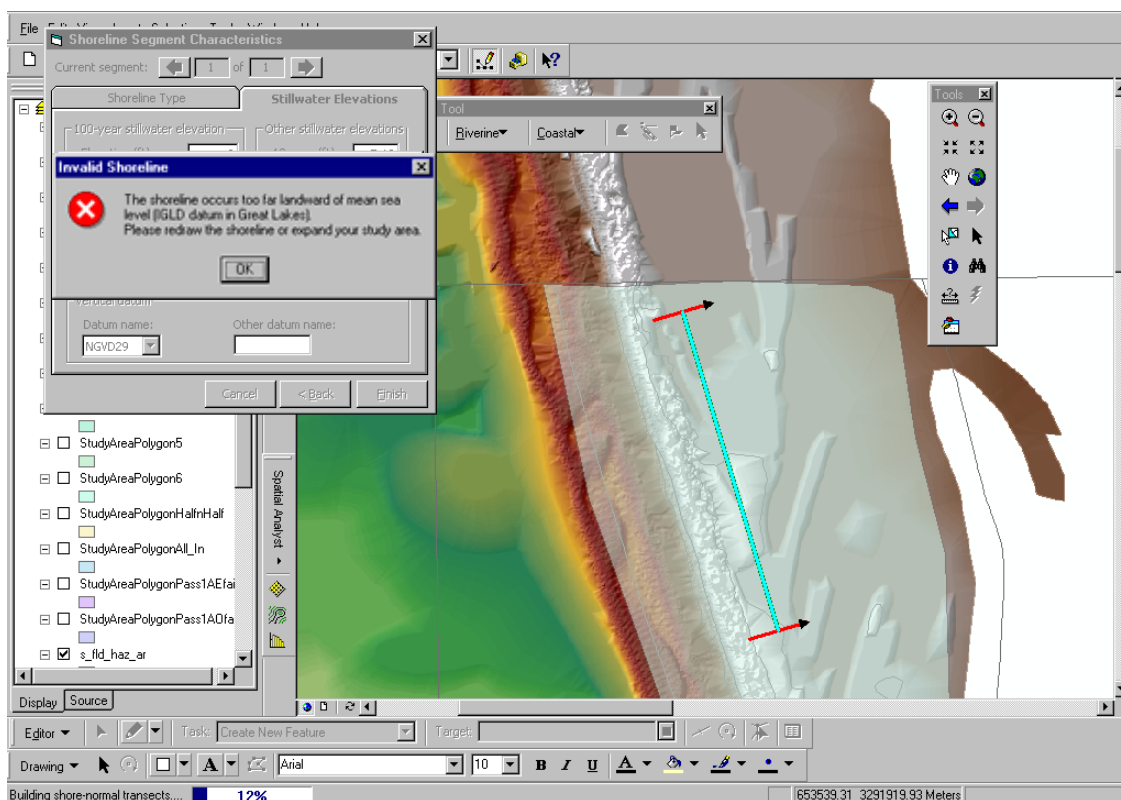 File
Shoreline Segment Characteristics
Current segment: 1 of 1
Shoreline Type
Stillwater Elevations
100-year stillwater elevation
Other stillwater elevations
Tool
Riverine
Coastal
Tools
Invalid Shoreline
The shoreline occurs too far landward of mean sea
level (IGLD datum in Great Lakes).
Please redraw the shoreline or expand your study area.
OK
Vertical datum
Datum name:
Other datum name:
NGVD29
Cancel
< Back
Finish
StudyAreaPolygon5
StudyAreaPolygon6
StudyAreaPolygonHalfnHalf
StudyAreaPolygonAll_In
StudyAreaPolygonPass1AEfai
StudyAreaPolygonPass1AOfa
s_fld_haz_ar
Spatial Analyst
Display
Source
Editor
Task:
Create New Feature
Target:
Drawing
A
Arial
10
B
I
U
A
Building shore-normal transects....
12%
653539.31 3291919.93 Meters